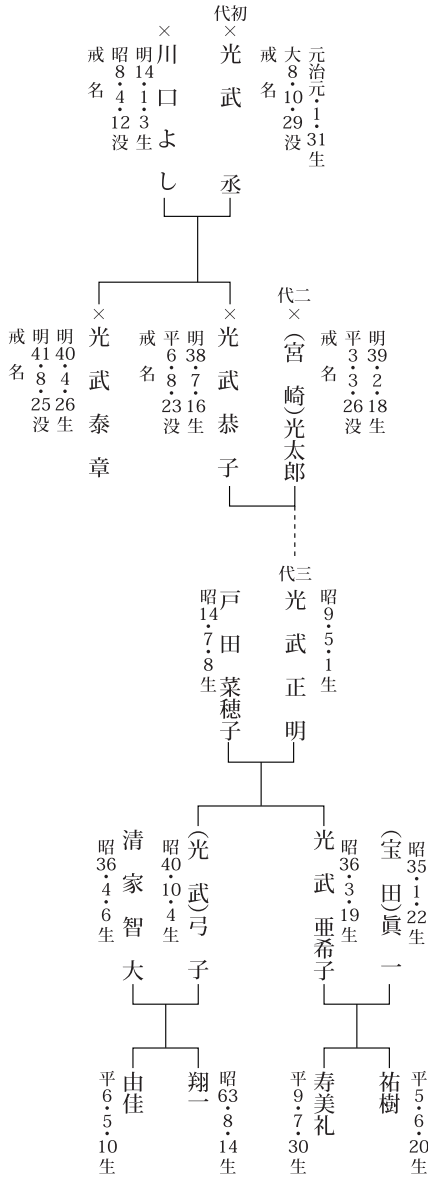 代初
×光武 丞
元治元・1・31生
大8・10・29没
戒名
×川口よし
明14・1・3生
昭8・4・12没
戒名
代二
×(宮崎)光太郎
明39・2・18生
平3・3・26没
戒名
×光武恭子
明38・7・16生
平6・8・23没
戒名
×光武泰章
明40・4・26生
明41・8・25没
戒名
代三
光武正明
昭9・5・1生
戸田菜穂子
昭14・7・8生
(宝田)眞一
昭35・1・22生
光武亜希子
昭36・3・19生
(光武)弓子
昭40・10・4生
清家智大
昭36・4・6生
祐樹
平5・6・20生
寿美礼
平9・7・30生
翔一
昭63・8・14生
由佳
平6・5・10生